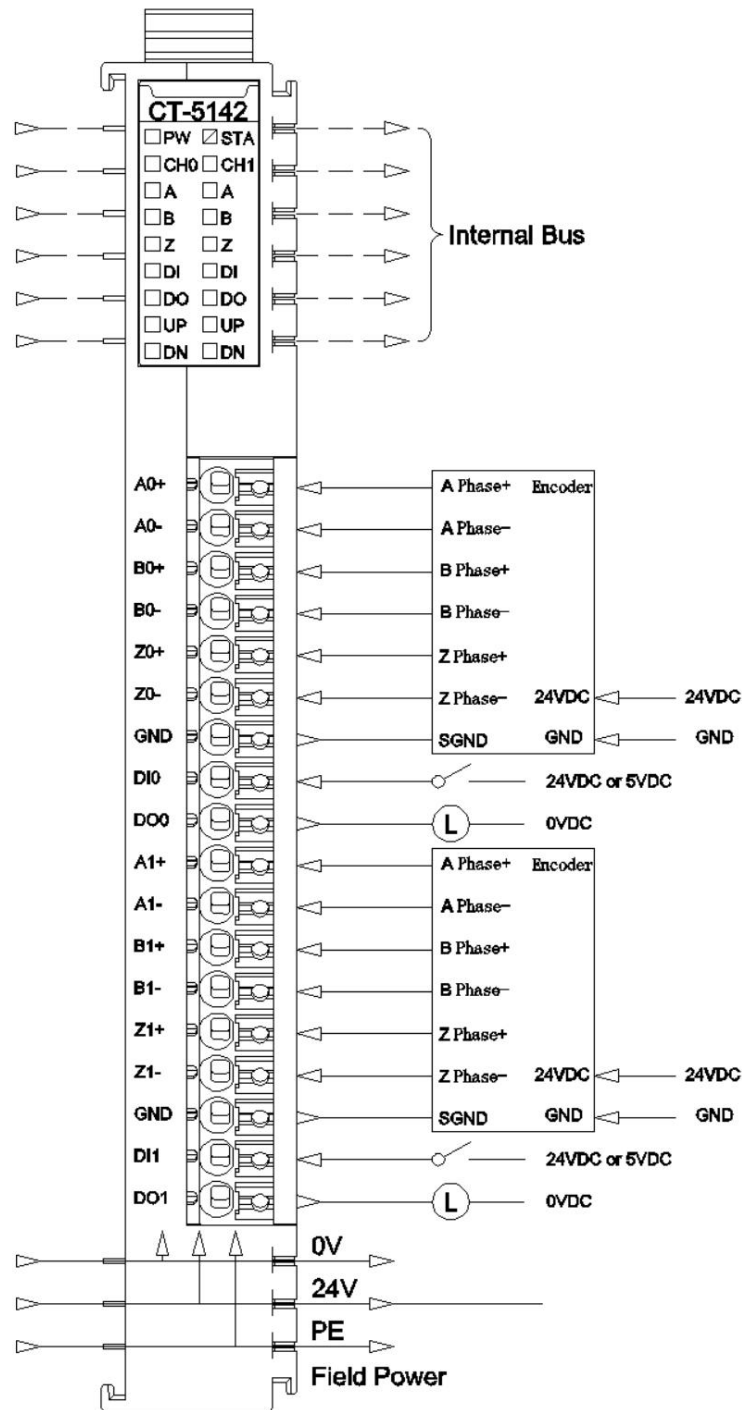 CT-5142
PW STA
CH0 CH1
A A
B B
Z Z
DI DI
DO DO
UP UP
DN DN
Internal Bus
A0+ A Phase+ Encoder
A0- A Phase-
B0+ B Phase+
B0- B Phase-
Z0+ Z Phase+
Z0- Z Phase- 24VDC 24VDC
GND SGND GND GND
DI0 24VDC or 5VDC
DO0 L 0VDC
A1+ A Phase+ Encoder
A1- A Phase-
B1+ B Phase+
B1- B Phase-
Z1+ Z Phase+
Z1- Z Phase- 24VDC 24VDC
GND SGND GND GND
DI1 24VDC or 5VDC
DO1 L 0VDC
0V
24V
PE
Field Power